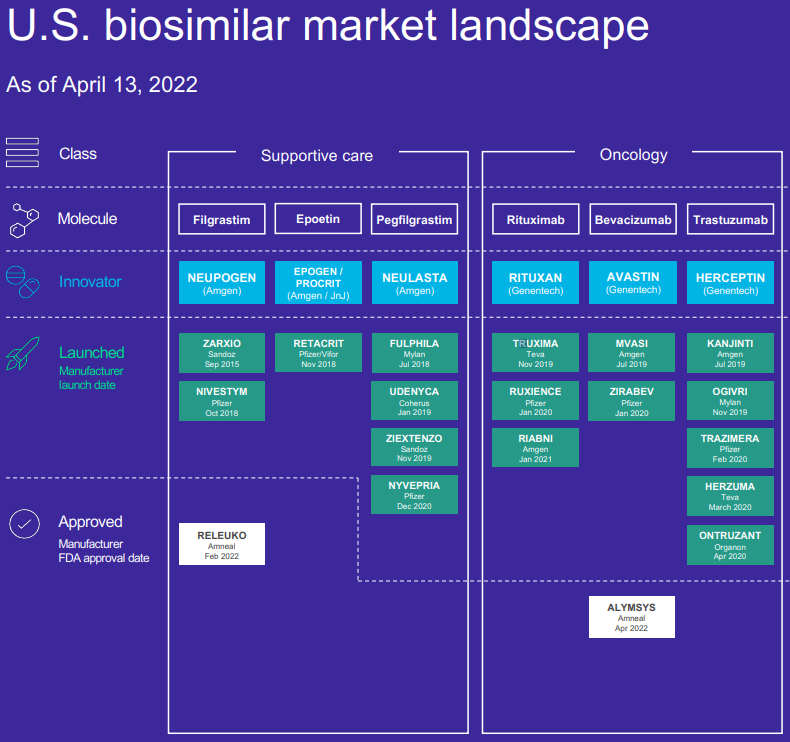 U.S. biosimilar market landscape
As of April 13, 2022
Class
Supportive care
Oncology
Molecule
Filgrastim
Epoetin
Pegfilgrastim
Rituximab
Bevacizumab
Trastuzumab
Innovator
NEUPOGEN
(Amgen)
EPOGEN /
PROCRIT
(Amgen / JnJ)
NEULASTA
(Amgen)
RITUXAN
(Genentech)
AVASTIN
(Genentech)
HERCEPTIN
(Genentech)
Launched
Manufacturer
launch date
ZARXIO
Sandoz
Sep 2015
NIVESTYM
Pfizer
Oct 2018
RETACRIT
Pfizer/Vifor
Nov 2018
FULPHILA
Mylan
Jul 2018
UDENYCA
Coherus
Jan 2019
ZIEXTENZO
Sandoz
Nov 2019
NYVEPRIA
Pfizer
Dec 2020
TRUXIMA
Teva
Nov 2019
RUXIENCE
Pfizer
Jan 2020
RIABNI
Amgen
Jan 2021
MVASI
Amgen
Jul 2019
ZIRABEV
Pfizer
Jan 2020
KANJINTI
Amgen
Jul 2019
OGIVRI
Mylan
Nov 2019
TRAZIMERA
Pfizer
Feb 2020
HERZUMA
Teva
March 2020
ONTRUZANT
Organon
Apr 2020
Approved
Manufacturer
FDA approval date
RELEUKO
Amneal
Feb 2022
ALYMSYS
Amneal
Apr 2022